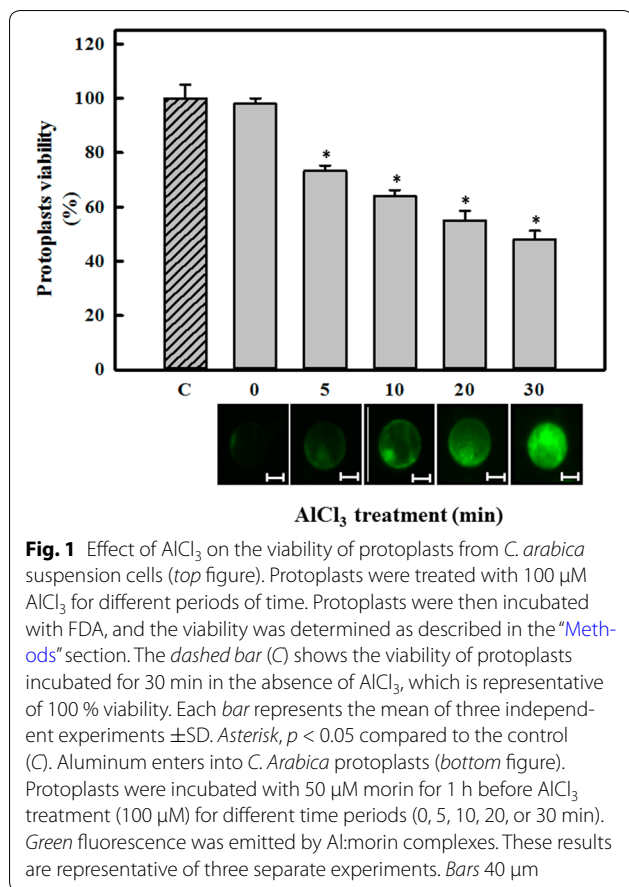 120
100
80
60
40
20
0
Protoplasts viability
(%)
*
*
*
*
C 0 5 10 20 30
AlCl₃ treatment (min)
Fig. 1 Effect of AlCl₃ on the viability of protoplasts from C. arabica
suspension cells (top figure). Protoplasts were treated with 100 μM
AlCl₃ for different periods of time. Protoplasts were then incubated
with FDA, and the viability was determined as described in the “Meth-
ods” section. The dashed bar (C) shows the viability of protoplasts
incubated for 30 min in the absence of AlCl₃, which is representative
of 100 % viability. Each bar represents the mean of three independ-
ent experiments ±SD. Asterisk, p < 0.05 compared to the control
(C). Aluminum enters into C. Arabica protoplasts (bottom figure).
Protoplasts were incubated with 50 μM morin for 1 h before AlCl₃
treatment (100 μM) for different time periods (0, 5, 10, 20, or 30 min).
Green fluorescence was emitted by Al:morin complexes. These results
are representative of three separate experiments. Bars 40 μm